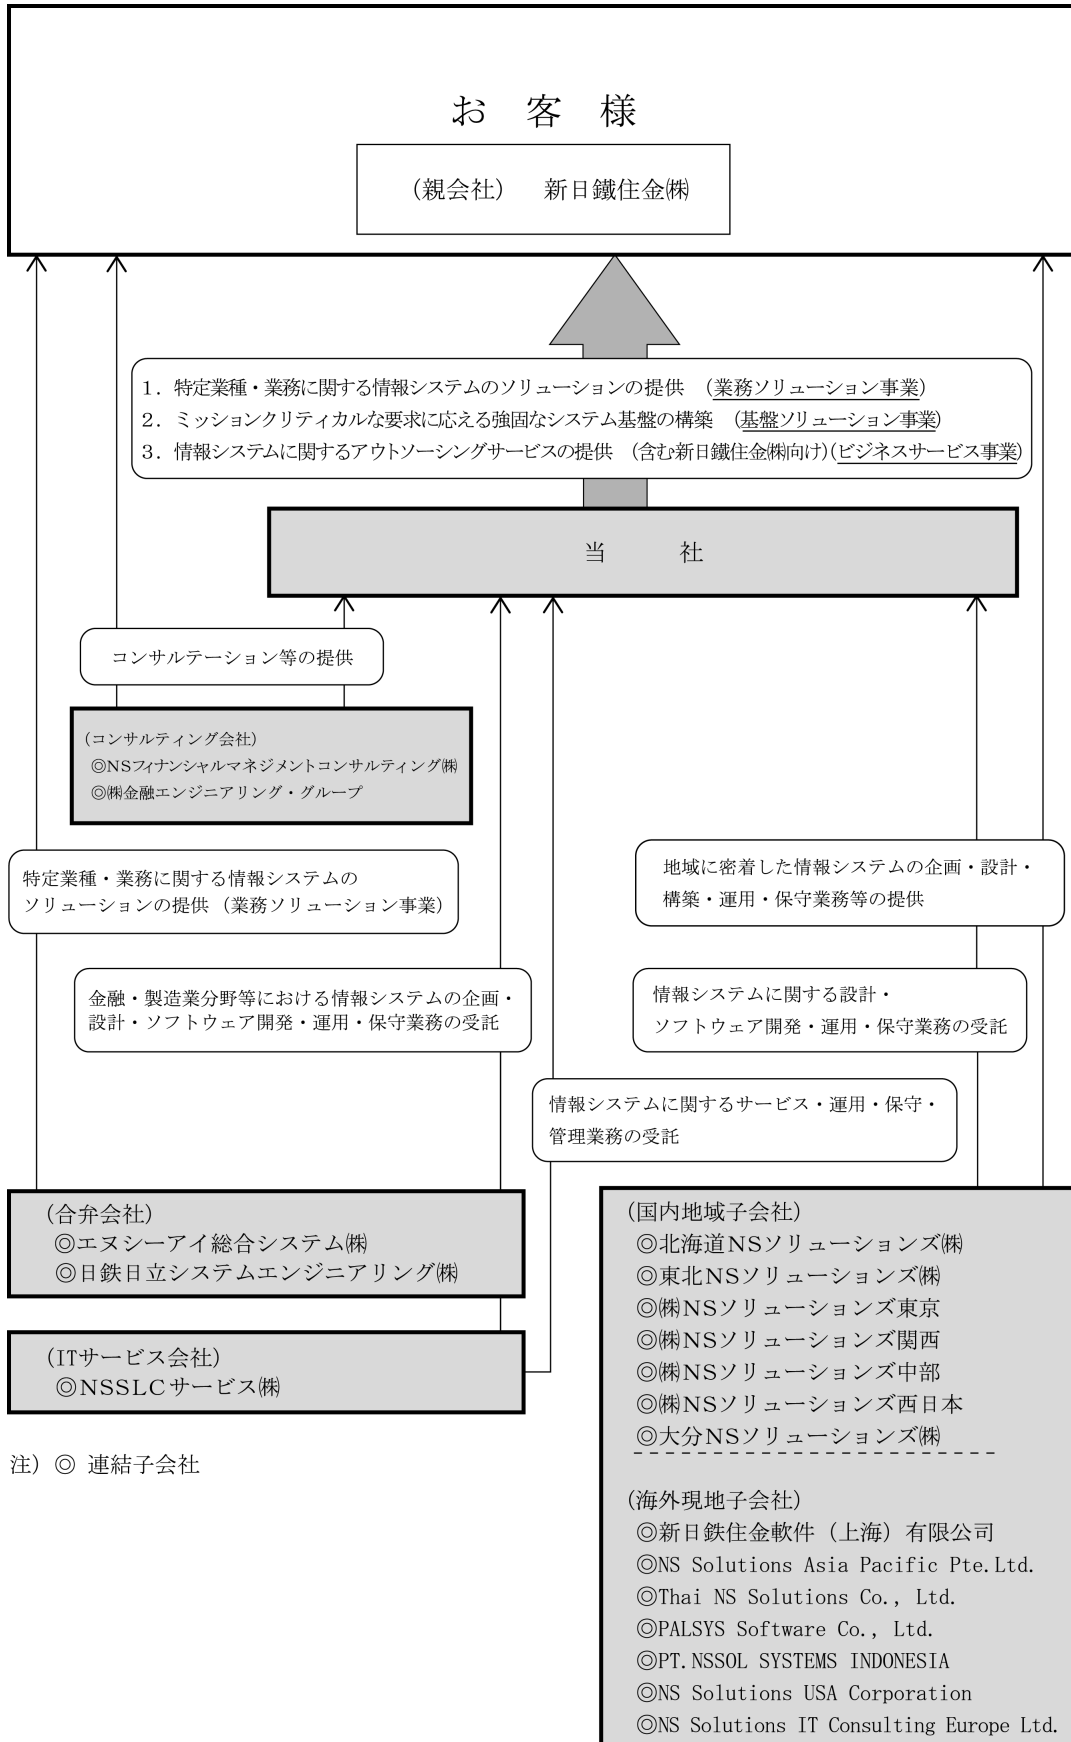 お 客 様
（親会社） 新日鐵住金㈱
1．特定業種・業務に関する情報システムのソリューションの提供 （業務ソリューション事業）
2．ミッションクリティカルな要求に応える強固なシステム基盤の構築 （基盤ソリューション事業）
3．情報システムに関するアウトソーシングサービスの提供 （含む新日鐵住金㈱向け）（ビジネスサービス事業）
当 社
コンサルテーション等の提供
（コンサルティング会社）
◎NSフィナンシャルマネジメントコンサルティング㈱
◎㈱金融エンジニアリング・グループ
特定業種・業務に関する情報システムの
ソリューションの提供（業務ソリューション事業）
地域に密着した情報システムの企画・設計・
構築・運用・保守業務等の提供
金融・製造業分野等における情報システムの企画・
設計・ソフトウェア開発・運用・保守業務の受託
情報システムに関する設計・
ソフトウェア開発・運用・保守業務の受託
情報システムに関するサービス・運用・保守・
管理業務の受託
（合弁会社）
◎エヌシーアイ総合システム㈱
◎日鉄日立システムエンジニアリング㈱
（ITサービス会社）
◎NSSLCサービス㈱
注）◎ 連結子会社
（国内地域子会社）
◎北海道NSソリューションズ㈱
◎東北NSソリューションズ㈱
◎㈱NSソリューションズ東京
◎㈱NSソリューションズ関西
◎㈱NSソリューションズ中部
◎㈱NSソリューションズ西日本
◎大分NSソリューションズ㈱
（海外現地子会社）
◎新日鉄住金軟件（上海）有限公司
◎NS Solutions Asia Pacific Pte.Ltd.
◎Thai NS Solutions Co., Ltd.
◎PALSYS Software Co., Ltd.
◎PT.NSSOL SYSTEMS INDONESIA
◎NS Solutions USA Corporation
◎NS Solutions IT Consulting Europe Ltd.